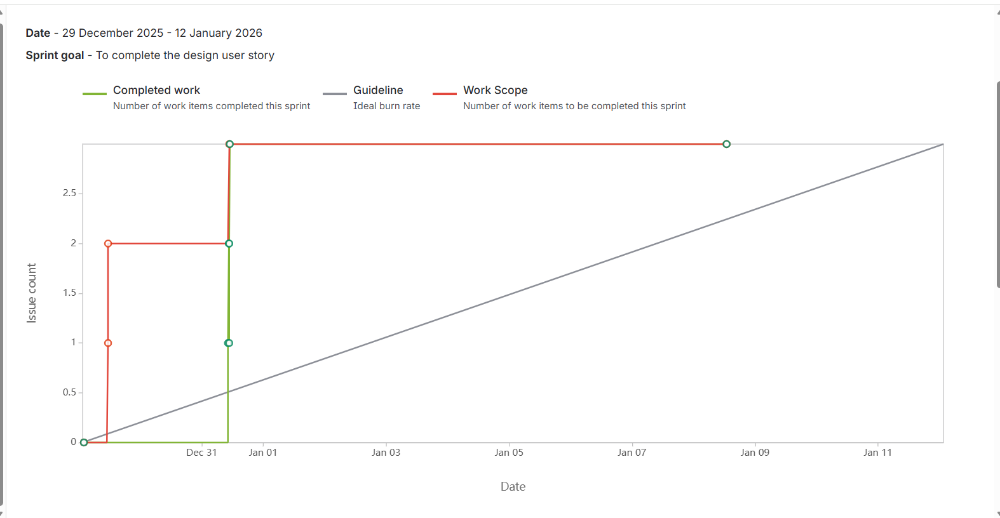 Date - 29 December 2025 - 12 January 2026
Sprint goal - To complete the design user story
Completed work
Number of work items completed this sprint
Guideline
Ideal burn rate
Work Scope
Number of work items to be completed this sprint
2.5
2
1.5
1
0.5
0
Issue count
Dec 31
Jan 01
Jan 03
Jan 05
Jan 07
Jan 09
Jan 11
Date